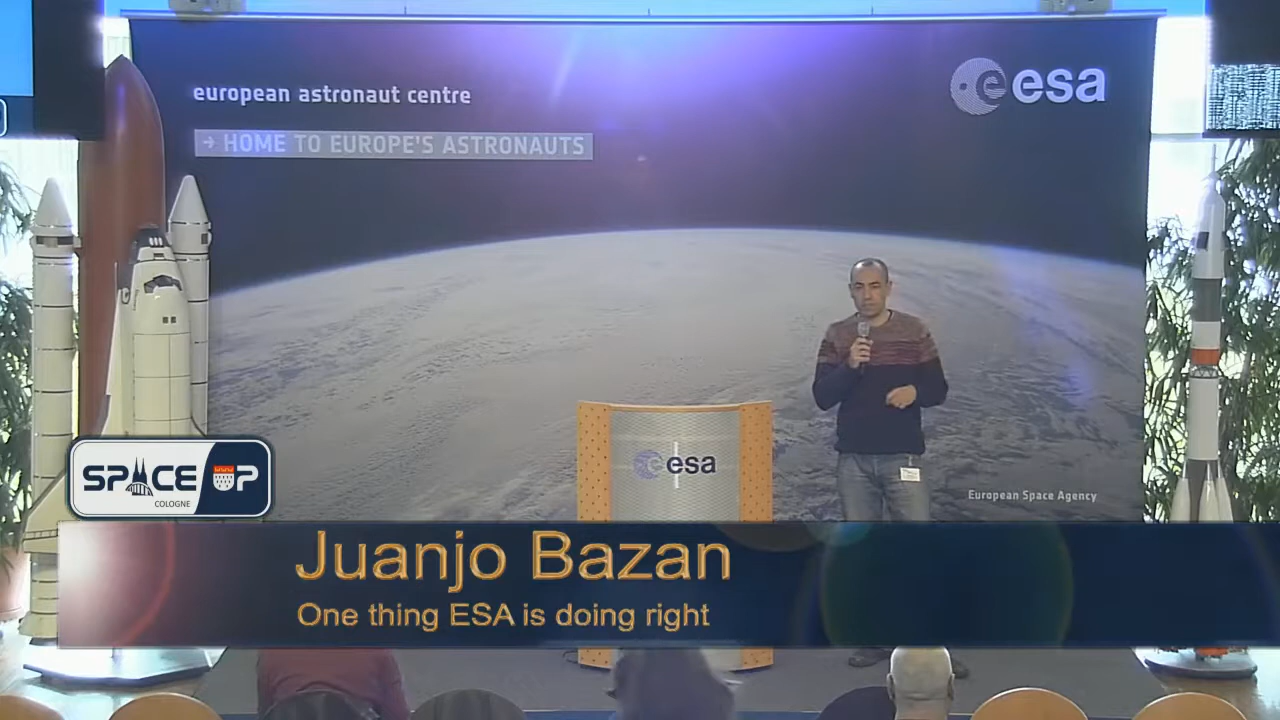 european astronaut centre
→ HOME TO EUROPE'S ASTRONAUTS
esa
esa
European Space Agency
SPACE UP
COLOGNE
Juanjo Bazan
One thing ESA is doing right